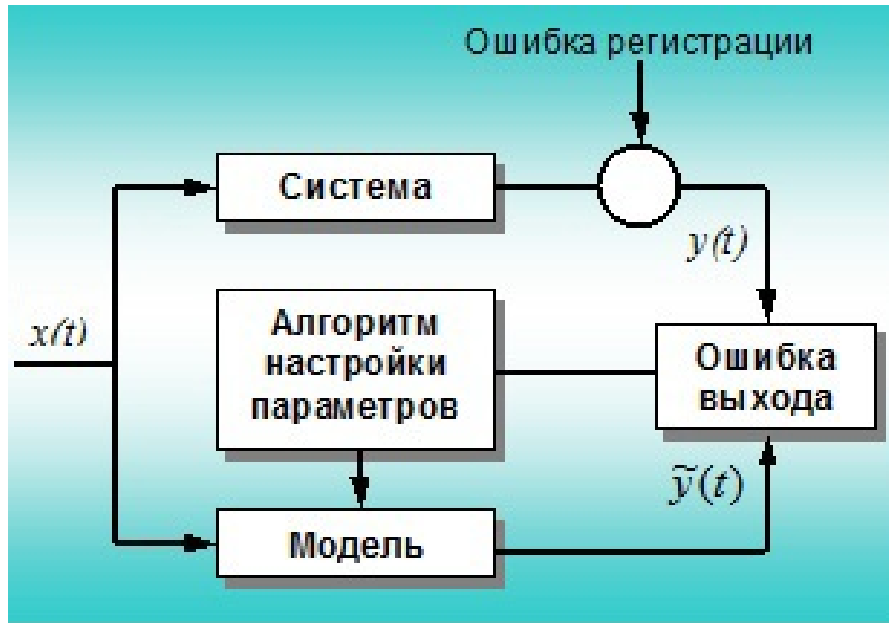 Ошибка регистрации
Система
y(t)
x(t)
Алгоритм
настройки
параметров
Ошибка
выхода
ỹ(t)
Модель